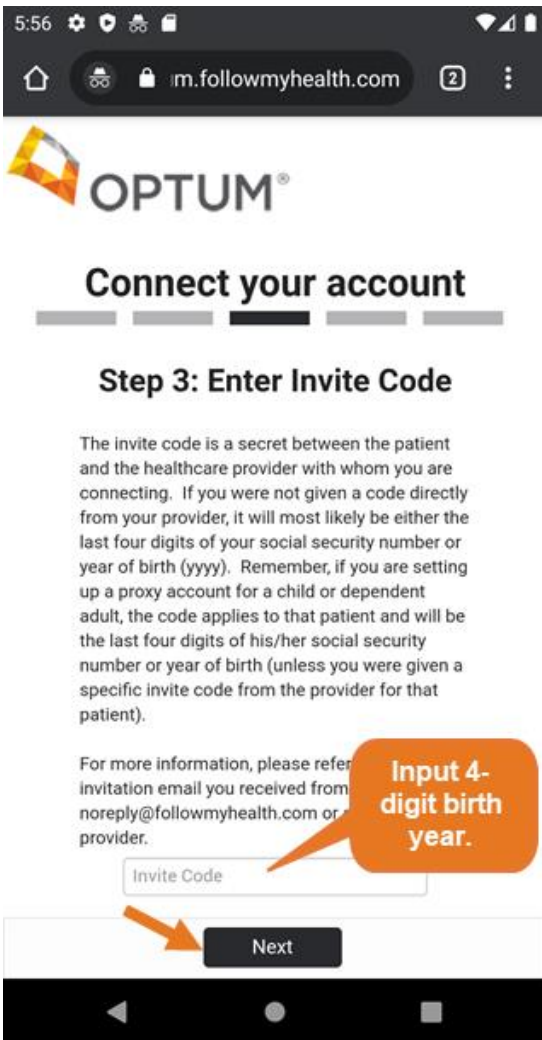 5:56
ım.followmyhealth.com 2
OPTUM®
Connect your account
Step 3: Enter Invite Code
The invite code is a secret between the patient
and the healthcare provider with whom you are
connecting. If you were not given a code directly
from your provider, it will most likely be either the
last four digits of your social security number or
year of birth (yyyy). Remember, if you are setting
up a proxy account for a child or dependent
adult, the code applies to that patient and will be
the last four digits of his/her social security
number or year of birth (unless you were given a
specific invite code from the provider for that
patient).
For more information, please refer
invitation email you received from
noreply@followmyhealth.com or
provider.
Input 4-
digit birth
year.
Invite Code
Next